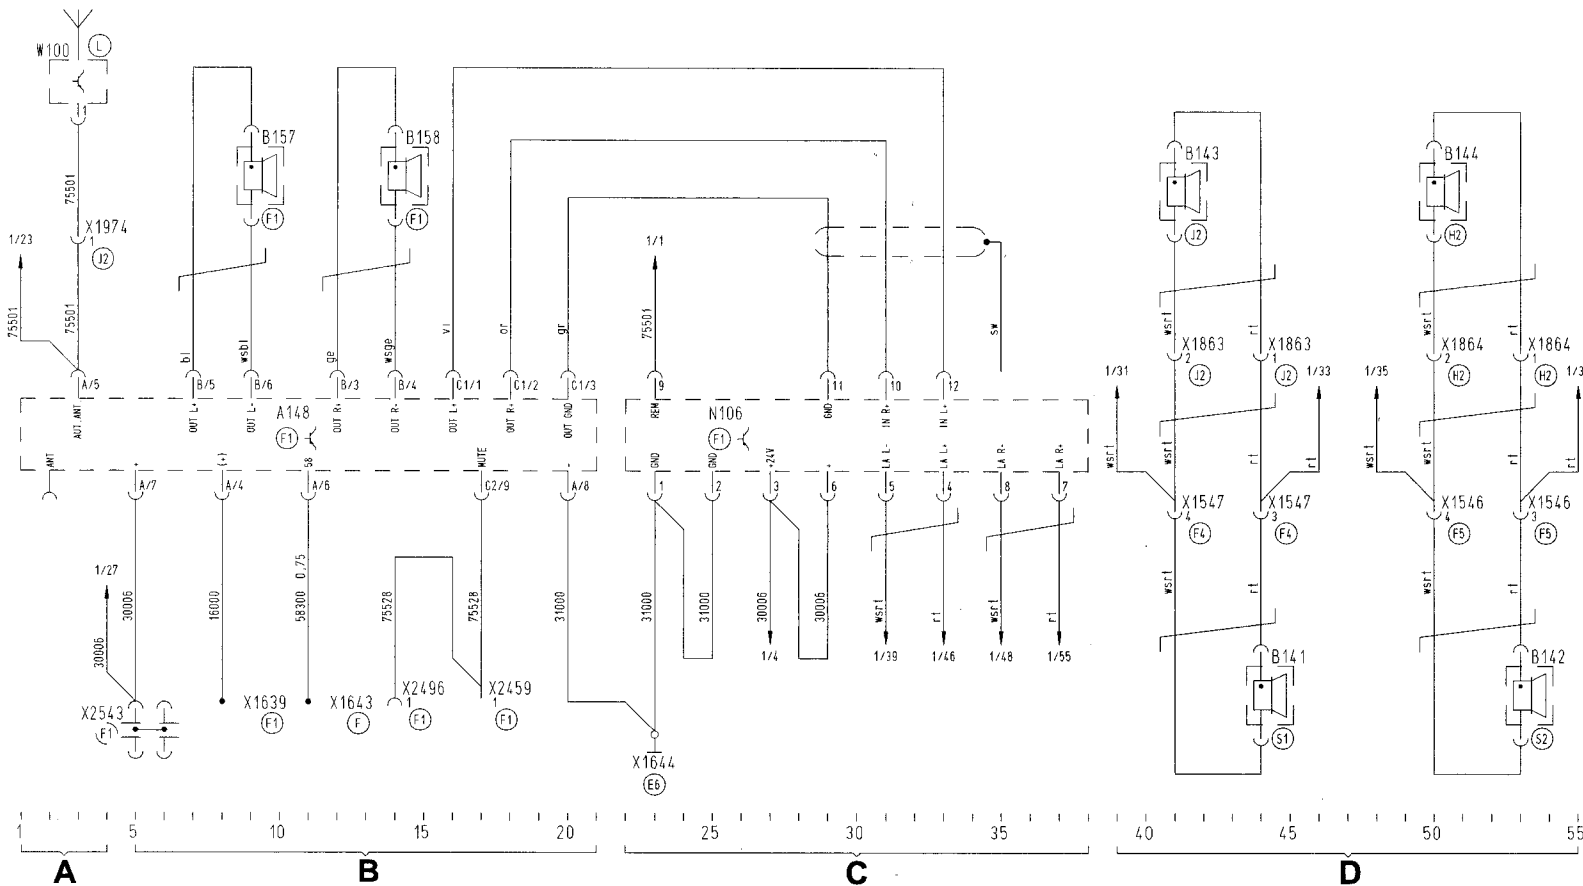 W100 L
1
75501
X1974
1
J2
1/23
75501
75501
A/5
B157
F1
B158
F1
bl
wsbl
ge
wsge
vi
or
gr
B/5
B/6
B/3
B/4
C1/1
C1/2
C1/3
AUT.ANT
OUT L+
OUT L-
A148
F1
OUT R+
OUT R-
OUT L+
OUT R+
OUT GND
ANT
+
(+)
58
MUTE
-
A/7
A/4
A/6
C2/9
A/8
1/27
30006
30006
16000
58300 0,75
75528
75528
31000
X2543
F1
X1639
F1
X1643
F
X2496
1
F1
X2459
1
F1
1/1
75501
sw
9
11
10
12
REM
N106
F1
GND
IN R+
IN L+
GND
GND
+24V
+
LA L-
LA L+
LA R-
LA R+
1
2
3
6
5
4
8
7
31000
31000
30006
30006
wsrt
rt
wsrt
rt
1/4
1/39
1/46
1/48
1/55
X1644
E6
B143
J2
wsrt
rt
X1863
2
J2
X1863
1
J2
1/31
1/33
wsrt
wsrt
rt
rt
X1547
4
F4
X1547
3
F4
wsrt
rt
B141
S1
B144
H2
wsrt
rt
X1864
2
H2
X1864
1
H2
1/35
1/3
wsrt
wsrt
rt
rt
X1546
4
F5
X1546
3
F5
wsrt
rt
B142
S2
1 5 10 15 20 25 30 35 40 45 50 55
A B C D